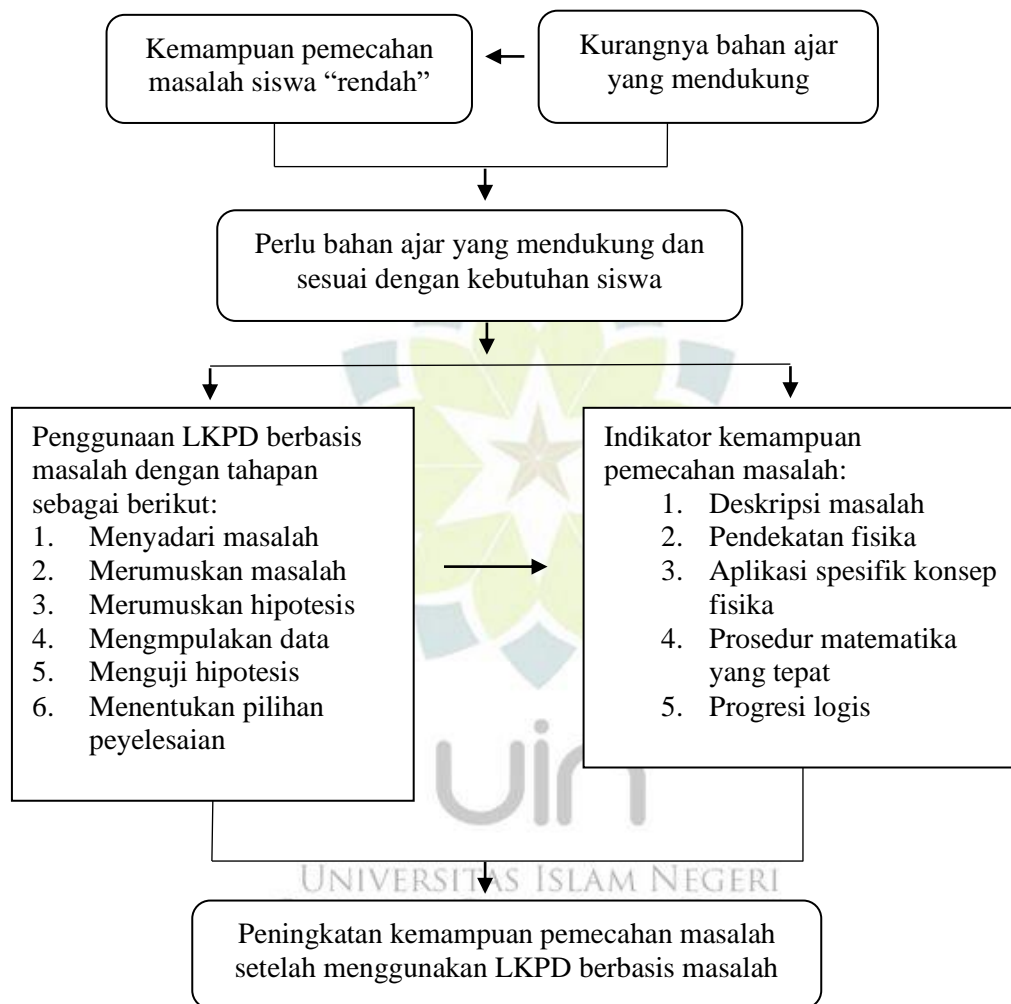 Kemampuan pemecahan
masalah siswa “rendah”
Kurangnya bahan ajar
yang mendukung
Perlu bahan ajar yang mendukung dan
sesuai dengan kebutuhan siswa
Penggunaan LKPD berbasis
masalah dengan tahapan
sebagai berikut:
1. Menyadari masalah
2. Merumuskan masalah
3. Merumuskan hipotesis
4. Mengmpulakan data
5. Menguji hipotesis
6. Menentukan pilihan
peyelesaian
Indikator kemampuan
pemecahan masalah:
1. Deskripsi masalah
2. Pendekatan fisika
3. Aplikasi spesifik konsep
fisika
4. Prosedur matematika
yang tepat
5. Progresi logis
uin
UNIVERSITAS ISLAM NEGERI
Peningkatan kemampuan pemecahan masalah
setelah menggunakan LKPD berbasis masalah